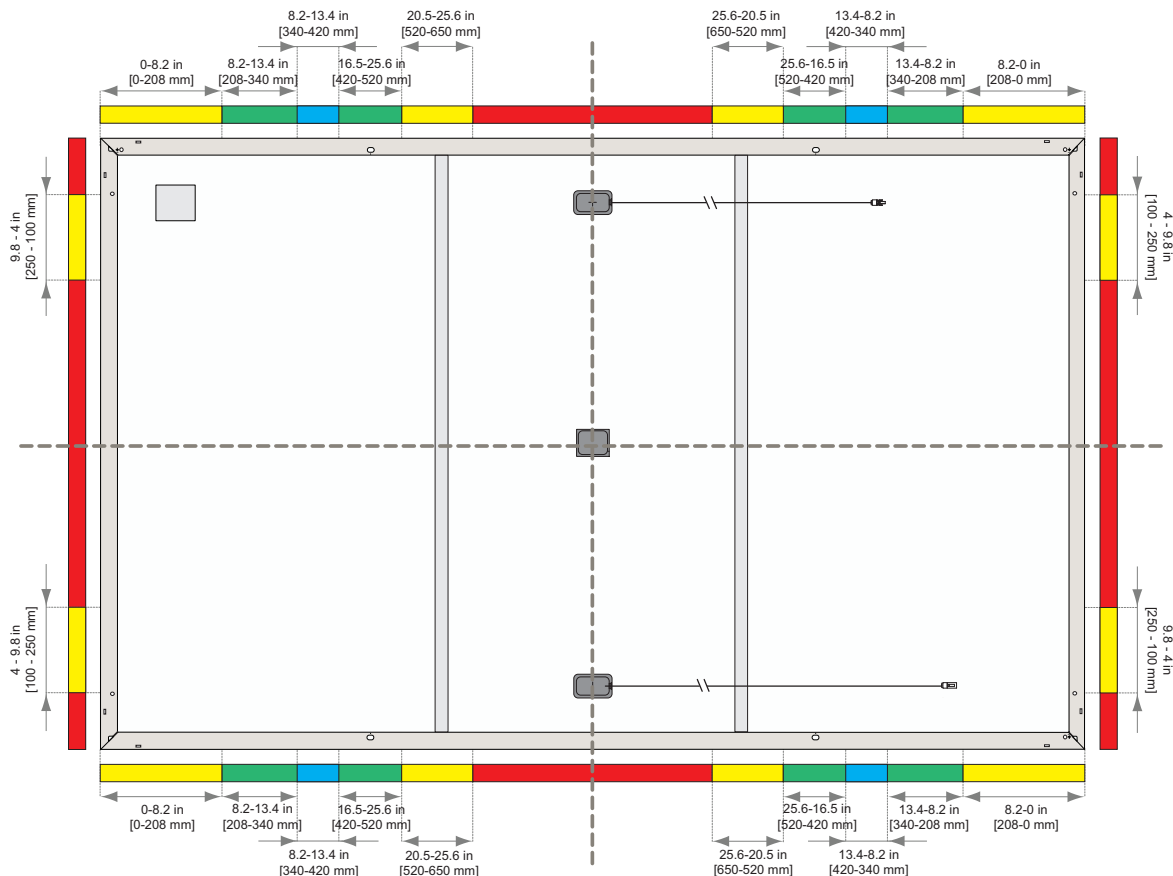 8.2-13.4 in
[340-420 mm]
20.5-25.6 in
[520-650 mm]
25.6-20.5 in
[650-520 mm]
13.4-8.2 in
[420-340 mm]
0-8.2 in
[0-208 mm]
8.2-13.4 in
[208-340 mm]
16.5-25.6 in
[420-520 mm]
25.6-16.5 in
[520-420 mm]
13.4-8.2 in
[340-208 mm]
8.2-0 in
[208-0 mm]
9.8 - 4 in
[250 - 100 mm]
4 - 9.8 in
[100 - 250 mm]
4 - 9.8 in
[100 - 250 mm]
9.8 - 4 in
[250 - 100 mm]
0-8.2 in
[0-208 mm]
8.2-13.4 in
[208-340 mm]
16.5-25.6 in
[420-520 mm]
25.6-16.5 in
[520-420 mm]
13.4-8.2 in
[340-208 mm]
8.2-0 in
[208-0 mm]
8.2-13.4 in
[340-420 mm]
20.5-25.6 in
[520-650 mm]
25.6-20.5 in
[650-520 mm]
13.4-8.2 in
[420-340 mm]